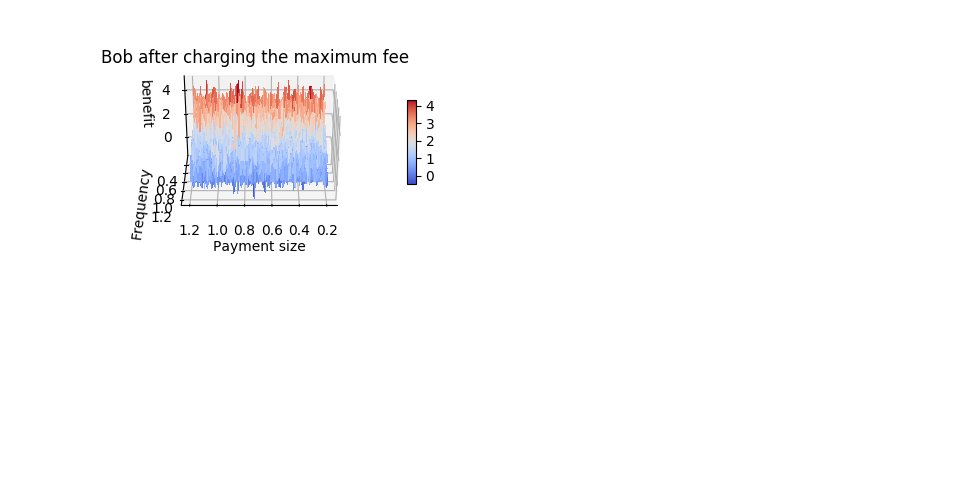 Bob after charging the maximum fee
benefit
4
2
0
Frequency
0.4
0.6
0.8
1.0
1.2
1.2 1.0 0.8 0.6 0.4 0.2
Payment size
4
3
2
1
0